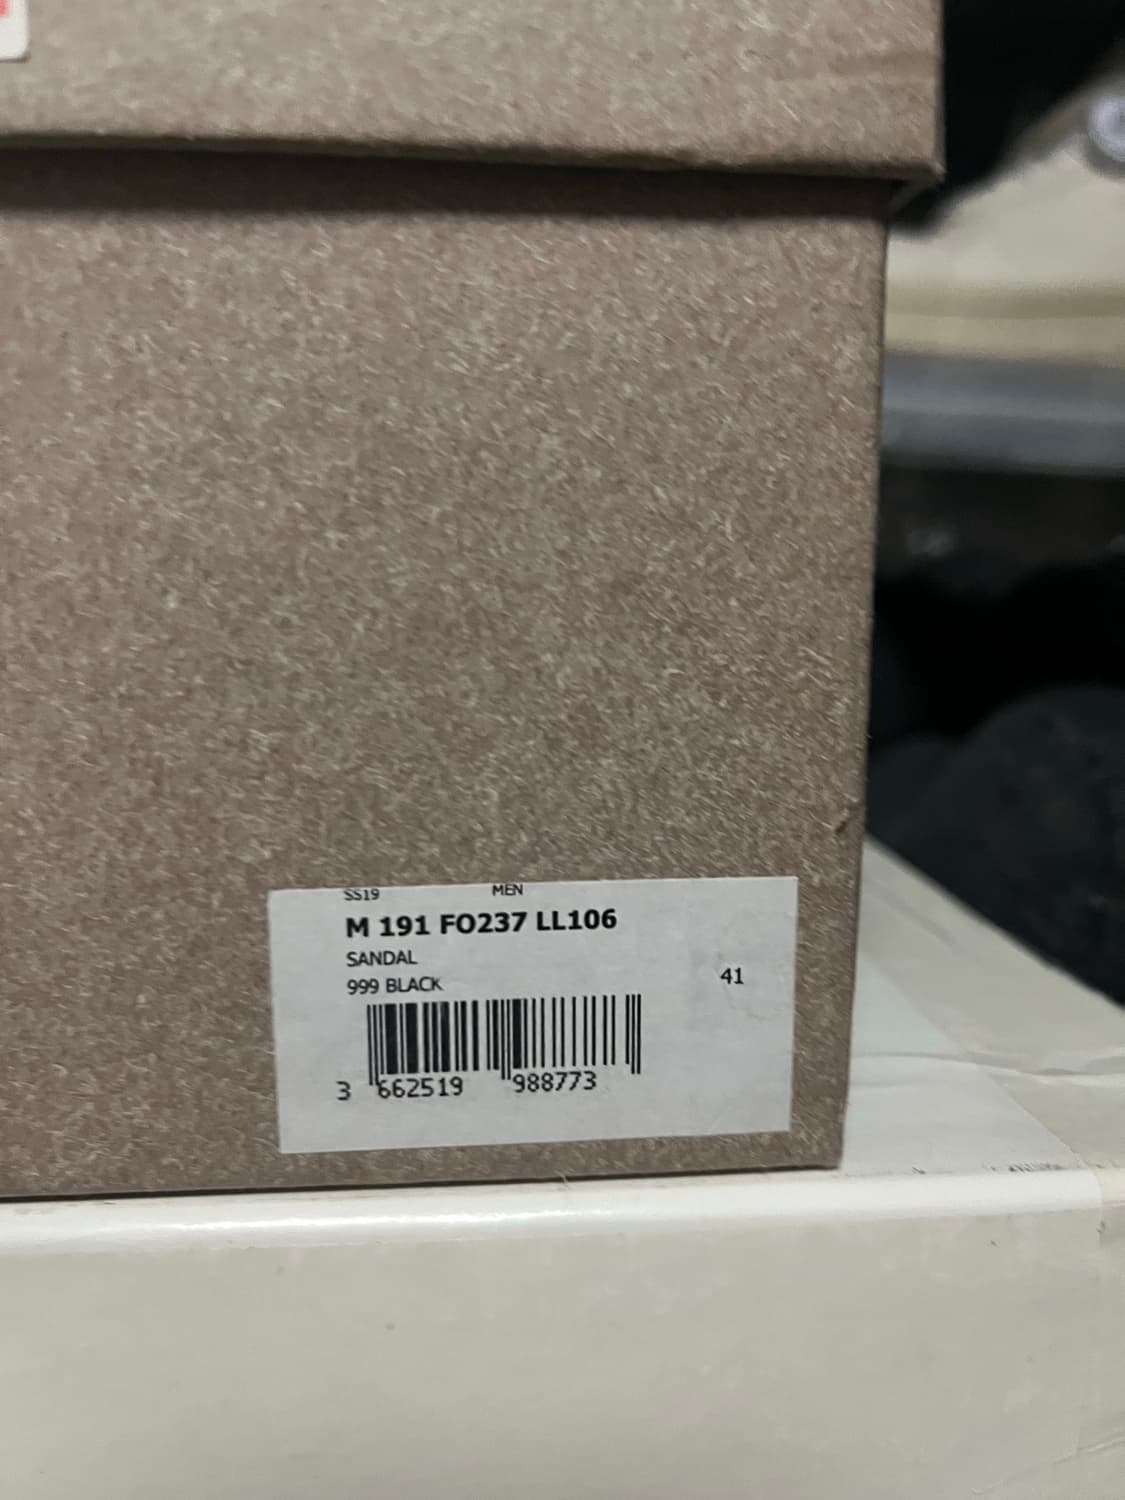 SS19 MEN
M 191 FO237 LL106
SANDAL
999 BLACK
41
3 662519 988773